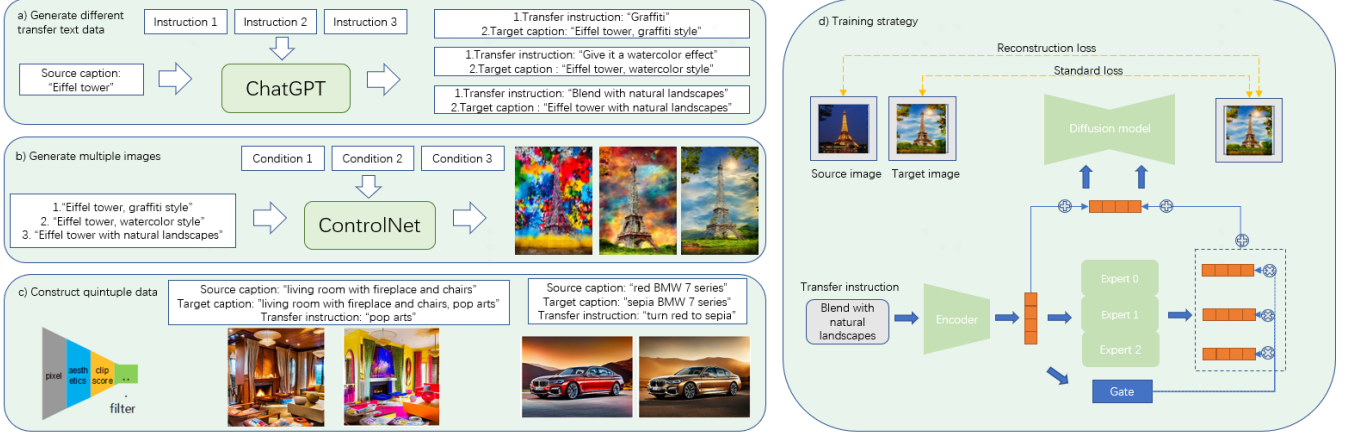 a) Generate different
transfer text data
Instruction 1
Instruction 2
Instruction 3
Source caption:
“Eiffel tower”
ChatGPT
1.Transfer instruction: “Graffiti”
2.Target caption: “Eiffel tower, graffiti style”
1.Transfer instruction: “Give it a watercolor effect”
2.Target caption : “Eiffel tower, watercolor style”
1.Transfer instruction: “Blend with natural landscapes”
2.Target caption : “Eiffel tower with natural landscapes”
b) Generate multiple images
Condition 1
Condition 2
Condition 3
1.“Eiffel tower, graffiti style”
2. “Eiffel tower, watercolor style”
3. “Eiffel tower with natural landscapes”
ControlNet
c) Construct quintuple data
pixel
aesth
etics
clip
score
..
.
filter
Source caption: “living room with fireplace and chairs”
Target caption: “living room with fireplace and chairs, pop arts”
Transfer instruction: “pop arts”
Source caption: “red BMW 7 series”
Target caption: “sepia BMW 7 series”
Transfer instruction: “turn red to sepia”
d) Training strategy
Reconstruction loss
Standard loss
Source image
Target image
Diffusion model
Transfer instruction
Blend with
natural
landscapes
Encoder
Expert 0
Expert 1
Expert 2
Gate